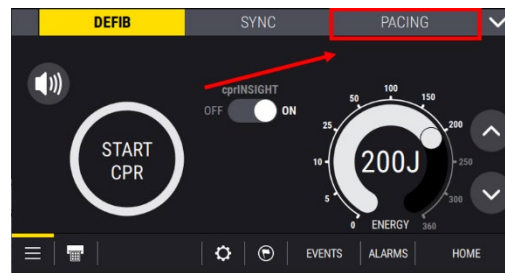 DEFIB SYNC PACING
cprINSIGHT
OFF ON
START
CPR
0
5
10
25
50
100
150
200
250
300
360
200J
ENERGY
EVENTS ALARMS HOME